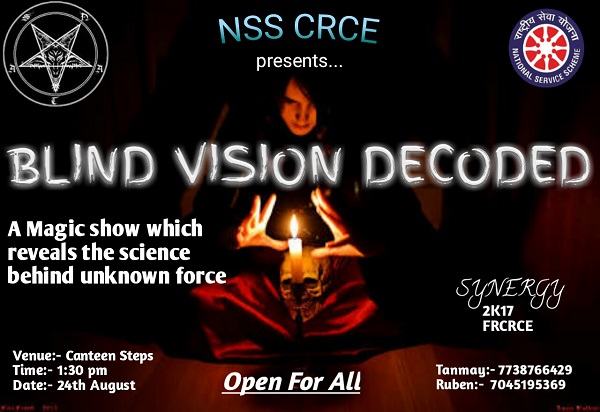 NSS CRCE
presents...
राष्ट्रीय सेवा योजना
NATIONAL SERVICE SCHEME
BLIND VISION DECODED
A Magic show which
reveals the science
behind unknown force
SYNERGY
2K17
FRCRCE
Venue:- Canteen Steps
Time:- 1:30 pm
Date:- 24th August
Open For All
Tanmay:- 7738766429
Ruben:- 7045195369